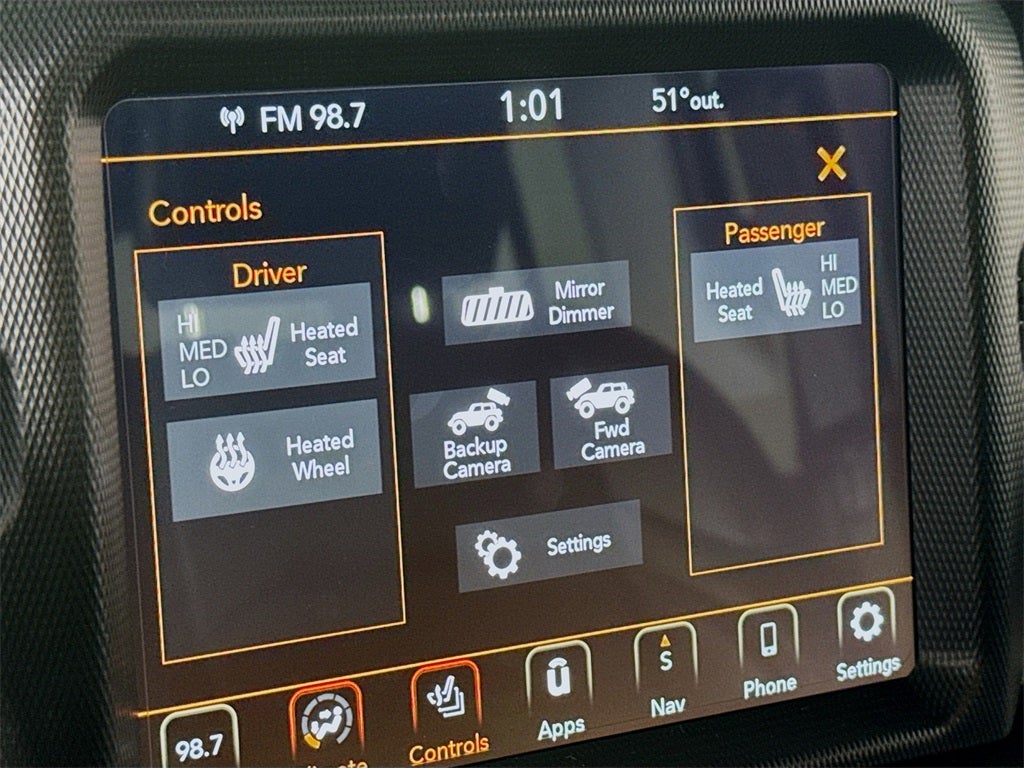 FM 98.7
1:01
51°out.
Controls
Driver
HI
MED
LO
Heated
Seat
Heated
Wheel
Mirror
Dimmer
Backup
Camera
Fwd
Camera
Settings
Passenger
Heated
Seat
HI
MED
LO
98.7
Controls
Apps
S
Nav
Phone
Settings